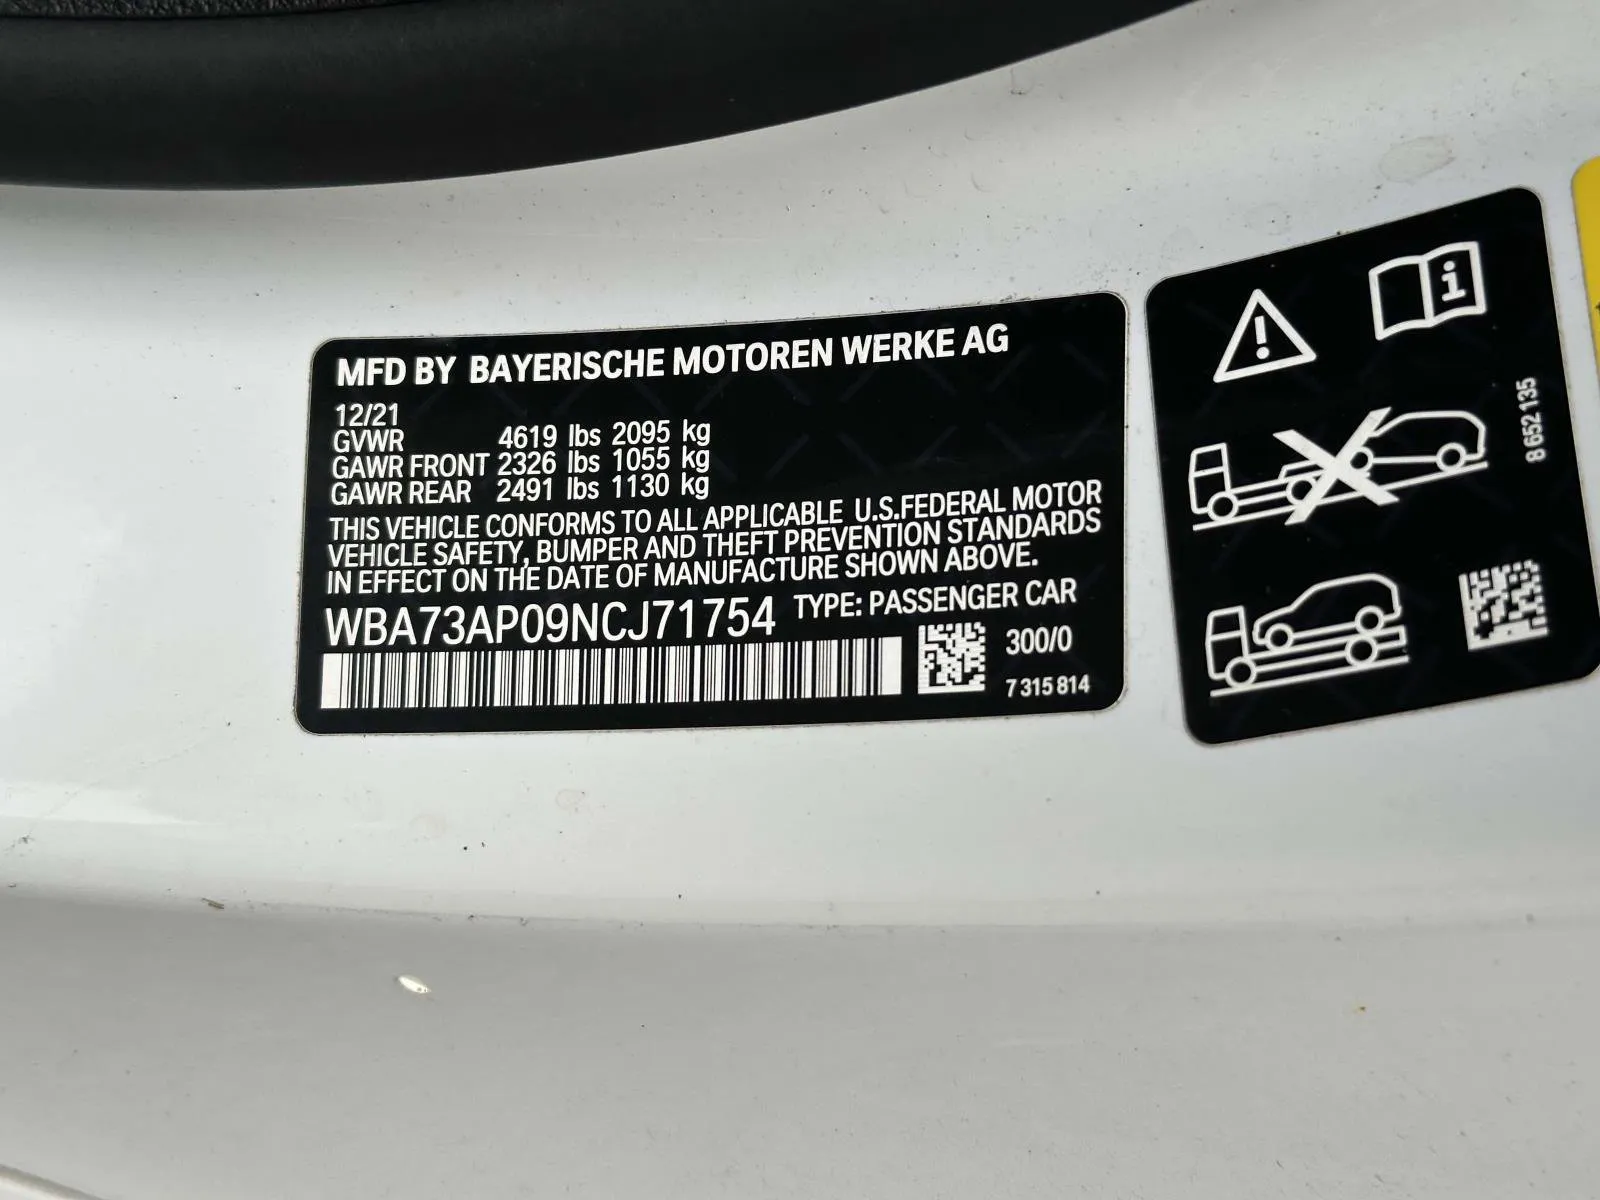 MFD BY BAYERISCHE MOTOREN WERKE AG
12/21
GVWR 4619 lbs 2095 kg
GAWR FRONT 2326 lbs 1055 kg
GAWR REAR 2491 lbs 1130 kg
THIS VEHICLE CONFORMS TO ALL APPLICABLE U.S.FEDERAL MOTOR
VEHICLE SAFETY, BUMPER AND THEFT PREVENTION STANDARDS
IN EFFECT ON THE DATE OF MANUFACTURE SHOWN ABOVE.
WBA73AP09NCJ71754 TYPE: PASSENGER CAR
300/0
7 315 814
8 652 135